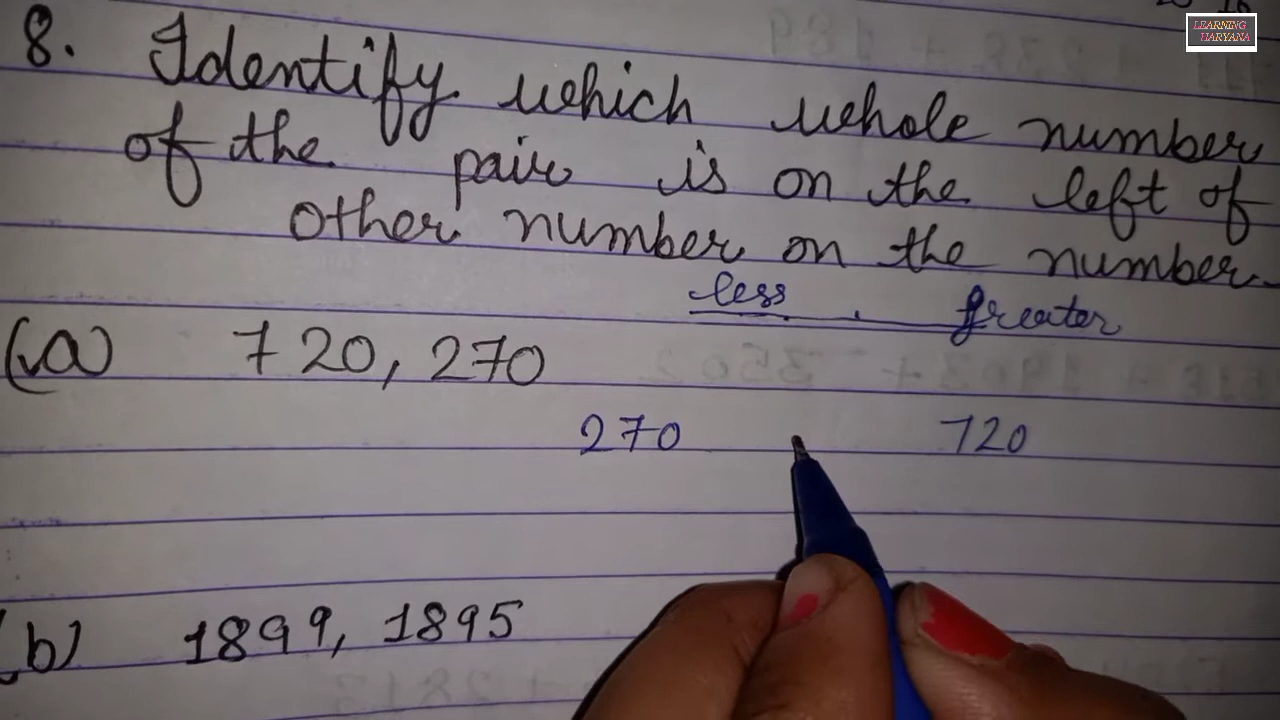 LEARNING
HARYANA
8. Identify which whole number
of the pair is on the left of
other number on the number
less . greater
(a) 720, 270
270 720
(b) 1899, 1895